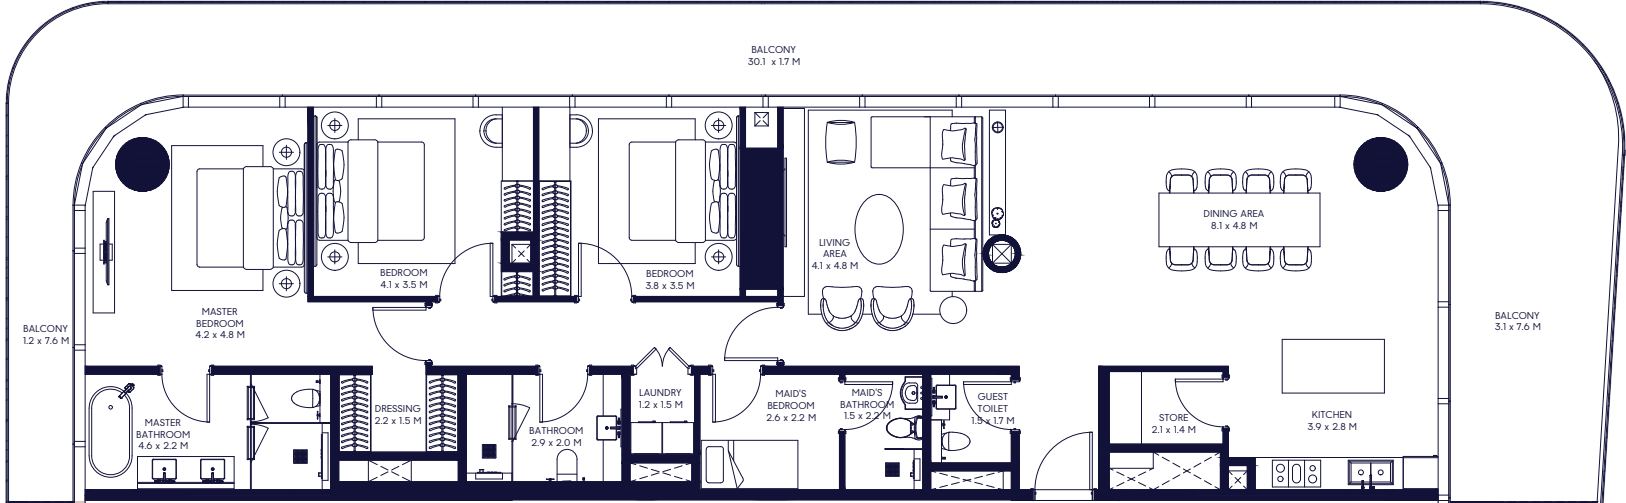 BALCONY
30.1 x 1.7 M
BALCONY
1.2 x 7.6 M
MASTER
BEDROOM
4.2 x 4.8 M
BEDROOM
4.1 x 3.5 M
BEDROOM
3.8 x 3.5 M
LIVING
AREA
4.1 x 4.8 M
DINING AREA
8.1 x 4.8 M
BALCONY
3.1 x 7.6 M
MASTER
BATHROOM
4.6 x 2.2 M
DRESSING
2.2 x 1.5 M
BATHROOM
2.9 x 2.0 M
LAUNDRY
1.2 x 1.5 M
MAID'S
BEDROOM
2.6 x 2.2 M
MAID'S
BATHROOM
1.5 x 2.2 M
GUEST
TOILET
1.5 x 1.7 M
STORE
2.1 x 1.4 M
KITCHEN
3.9 x 2.8 M